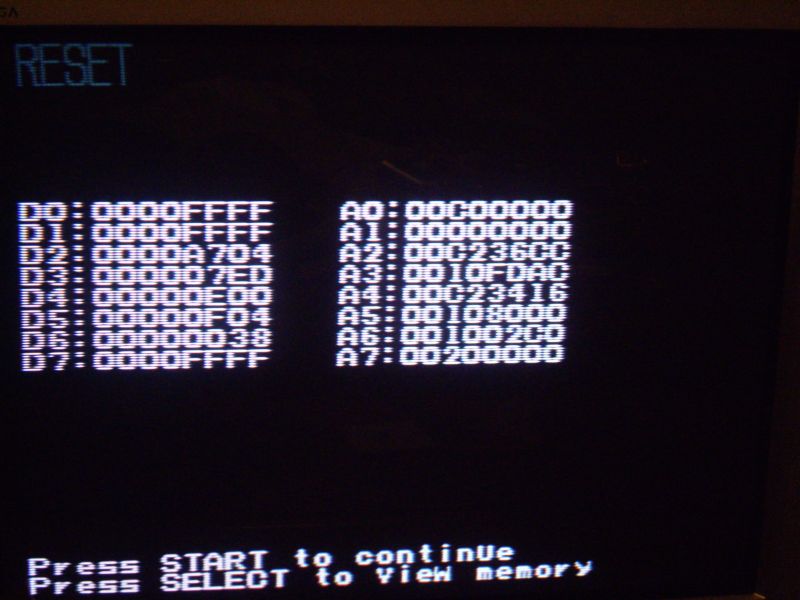 RESET
D0:0000FFFF A0:00C00000
D1:0000FFFF A1:00000000
D2:0000A704 A2:00C236CC
D3:000007ED A3:0010FDAC
D4:00000E00 A4:00C23416
D5:00000F04 A5:00108000
D6:00000038 A6:001002C0
D7:0000FFFF A7:00200000
Press START to continue
Press SELECT to view memory